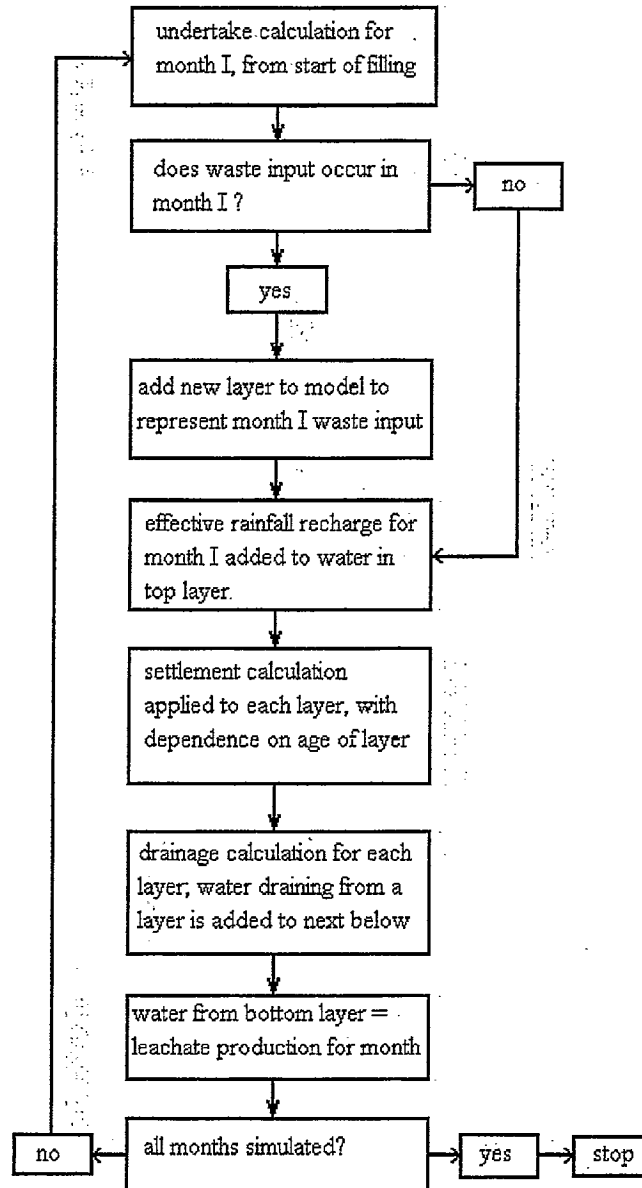 undertake calculation for
month I, from start of filling
does waste input occur in
month I ?
no
yes
add new layer to model to
represent month I waste input
effective rainfall recharge for
month I added to water in
top layer.
settlement calculation
applied to each layer, with
dependence on age of layer
drainage calculation for each
layer; water draining from a
layer is added to next below
water from bottom layer =
leachate production for month
all months simulated?
no
yes
stop